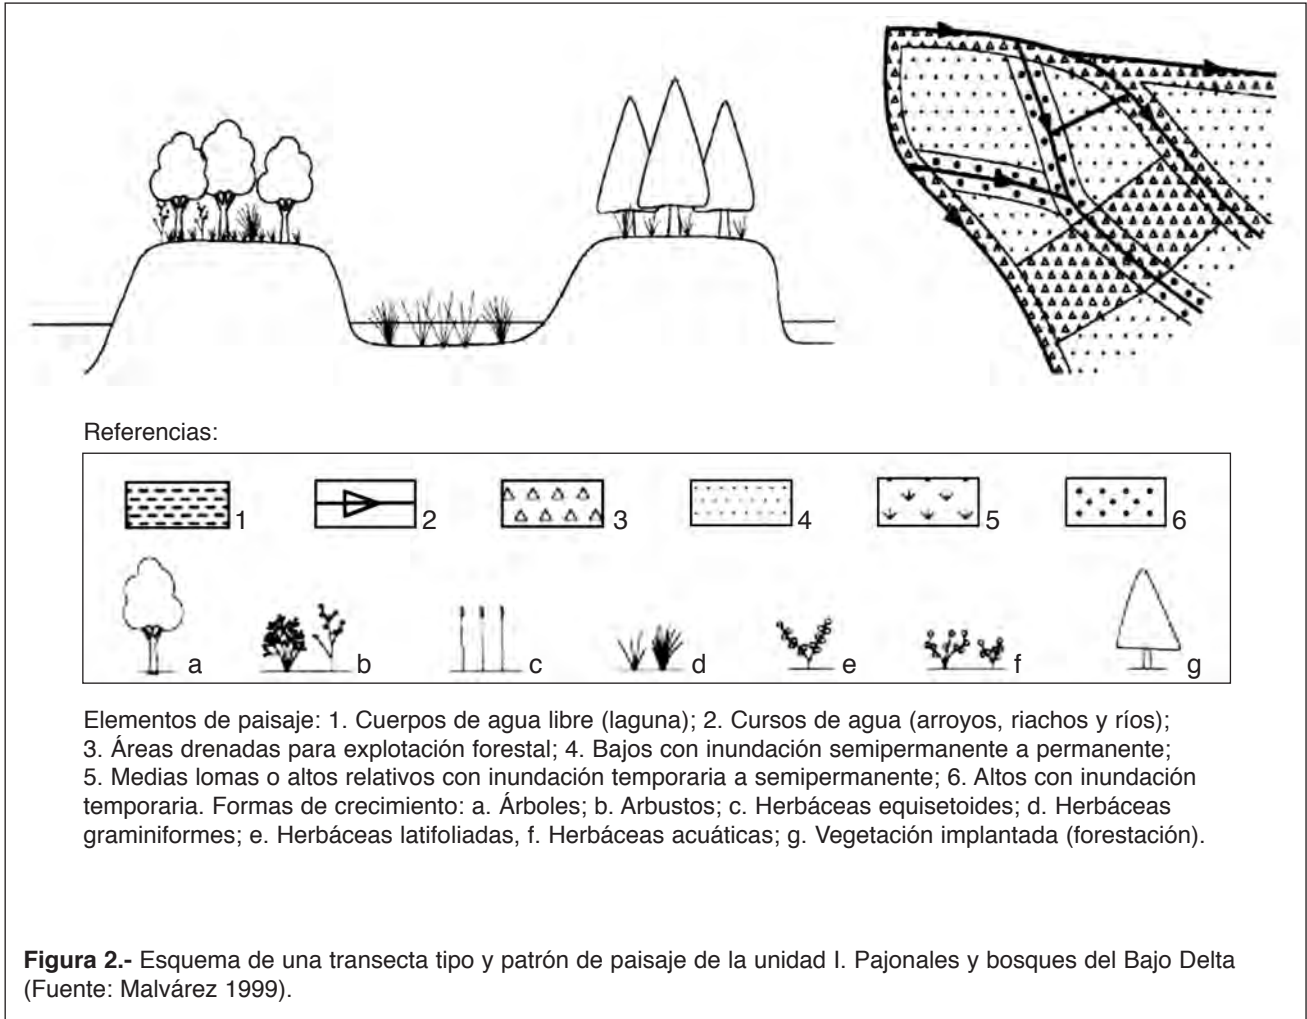 Referencias:
1 2 3 4 5 6
a b c d e f g
Elementos de paisaje: 1. Cuerpos de agua libre (laguna); 2. Cursos de agua (arroyos, riachos y ríos);
3. Áreas drenadas para explotación forestal; 4. Bajos con inundación semipermanente a permanente;
5. Medias lomas o altos relativos con inundación temporaria a semipermanente; 6. Altos con inundación
temporaria. Formas de crecimiento: a. Árboles; b. Arbustos; c. Herbáceas equisetoides; d. Herbáceas
graminiformes; e. Herbáceas latifoliadas, f. Herbáceas acuáticas; g. Vegetación implantada (forestación).
Figura 2.- Esquema de una transecta tipo y patrón de paisaje de la unidad I. Pajonales y bosques del Bajo Delta
(Fuente: Malvárez 1999).